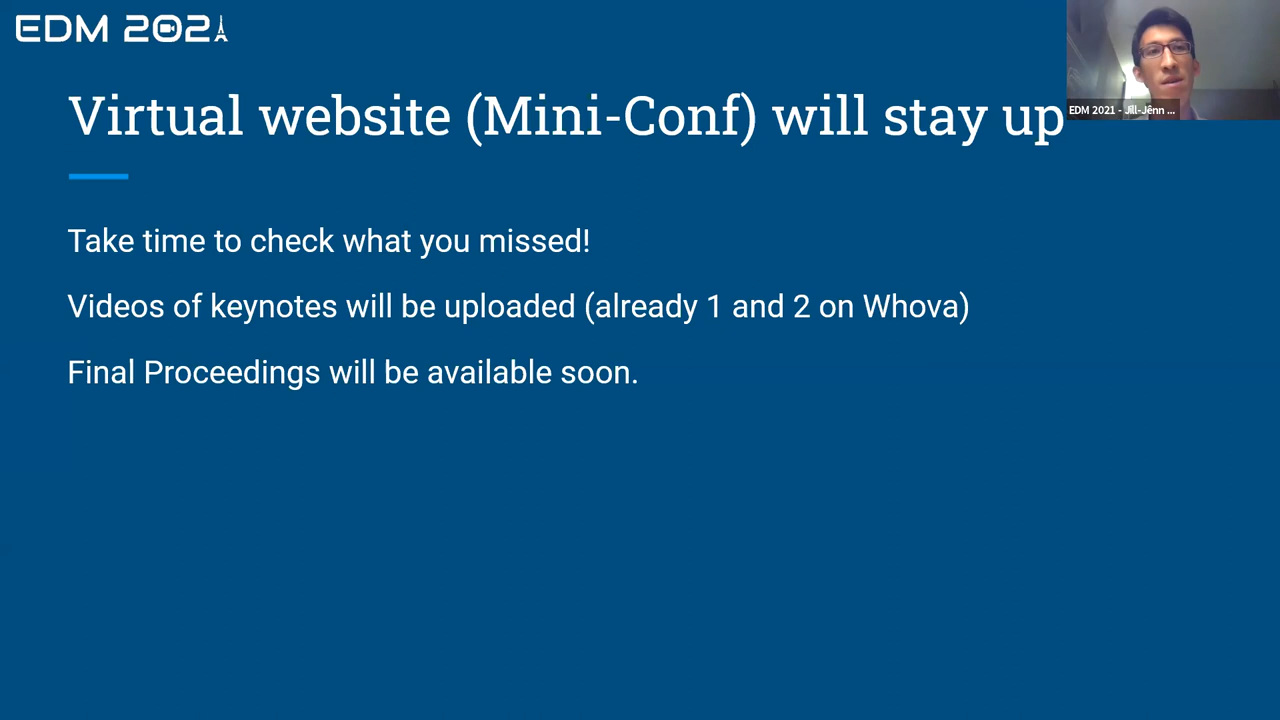 EDM 2021
Virtual website (Mini-Conf) will stay up
EDM 2021 - Jill-Jênn ...
Take time to check what you missed!
Videos of keynotes will be uploaded (already 1 and 2 on Whova)
Final Proceedings will be available soon.